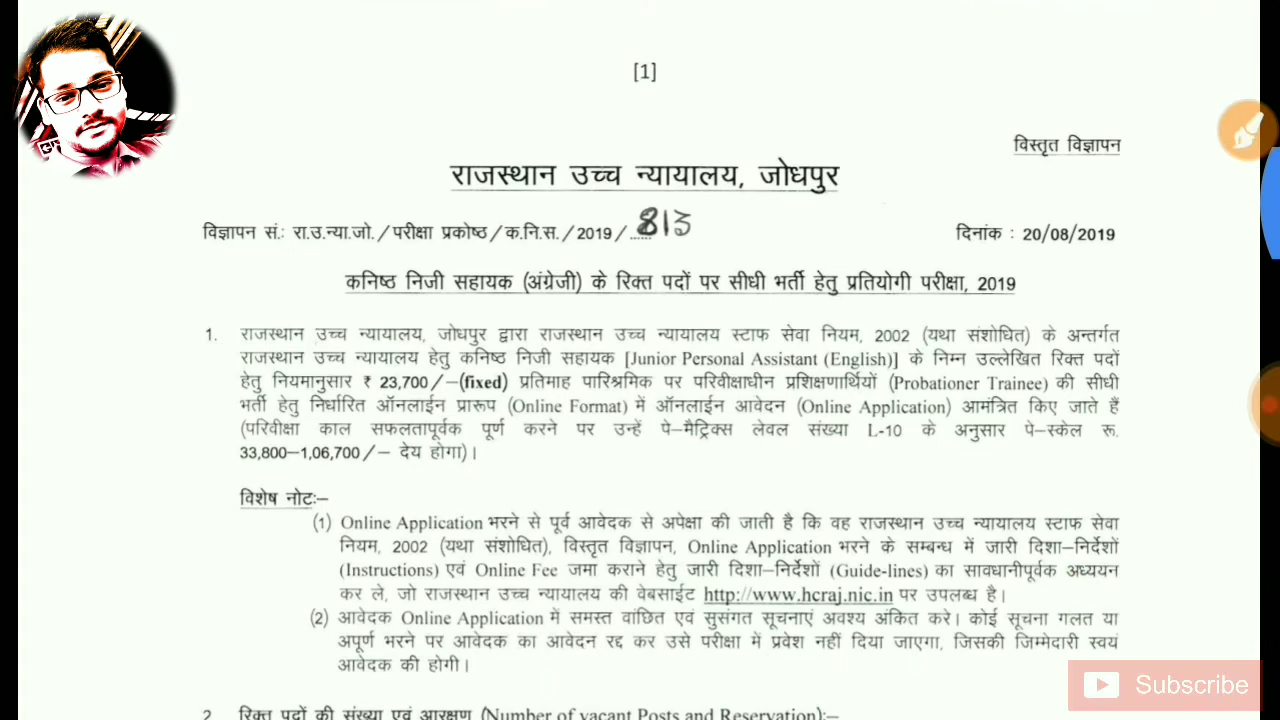 [1]
विस्तृत विज्ञापन
राजस्थान उच्च न्यायालय, जोधपुर
विज्ञापन सं.: रा.उ.न्या.जो./परीक्षा प्रकोष्ठ/क.नि.स./2019/......813 दिनांक : 20/08/2019
कनिष्ठ निजी सहायक (अंग्रेजी) के रिक्त पदों पर सीधी भर्ती हेतु प्रतियोगी परीक्षा, 2019
1. राजस्थान उच्च न्यायालय, जोधपुर द्वारा राजस्थान उच्च न्यायालय स्टाफ सेवा नियम, 2002 (यथा संशोधित) के अन्तर्गत
राजस्थान उच्च न्यायालय हेतु कनिष्ठ निजी सहायक [Junior Personal Assistant (English)] के निम्न उल्लेखित रिक्त पदों
हेतु नियमानुसार ₹ 23,700/–(fixed) प्रतिमाह पारिश्रमिक पर परिवीक्षाधीन प्रशिक्षणार्थियों (Probationer Trainee) की सीधी
भर्ती हेतु निर्धारित ऑनलाईन प्रारूप (Online Format) में ऑनलाईन आवेदन (Online Application) आमंत्रित किए जाते हैं
(परिवीक्षा काल सफलतापूर्वक पूर्ण करने पर उन्हें पे–मैट्रिक्स लेवल संख्या L-10 के अनुसार पे–स्केल रू.
33,800–1,06,700/– देय होगा)।
विशेष नोटः–
(1) Online Application भरने से पूर्व आवेदक से अपेक्षा की जाती है कि वह राजस्थान उच्च न्यायालय स्टाफ सेवा
नियम, 2002 (यथा संशोधित), विस्तृत विज्ञापन, Online Application भरने के सम्बन्ध में जारी दिशा–निर्देशों
(Instructions) एवं Online Fee जमा कराने हेतु जारी दिशा–निर्देशों (Guide-lines) का सावधानीपूर्वक अध्ययन
कर ले, जो राजस्थान उच्च न्यायालय की वेबसाईट http://www.hcraj.nic.in पर उपलब्ध है।
(2) आवेदक Online Application में समस्त वांछित एवं सुसंगत सूचनाएं अवश्य अंकित करे। कोई सूचना गलत या
अपूर्ण भरने पर आवेदक का आवेदन रद्द कर उसे परीक्षा में प्रवेश नहीं दिया जाएगा, जिसकी जिम्मेदारी स्वयं
आवेदक की होगी।
Subscribe
2. रिक्त पदों की संख्या एवं आरक्षण (Number of vacant Posts and Reservation):–